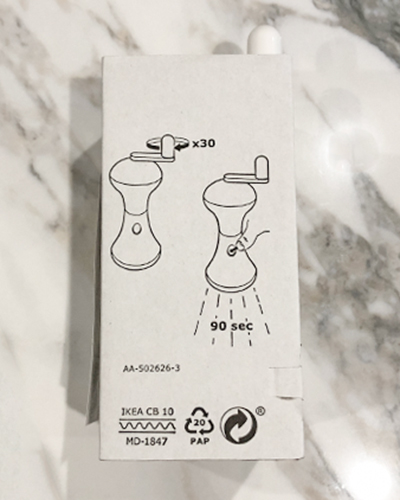 x30
90 sec
AA-502626-3
IKEA CB 10
MD-1847
20
PAP
®